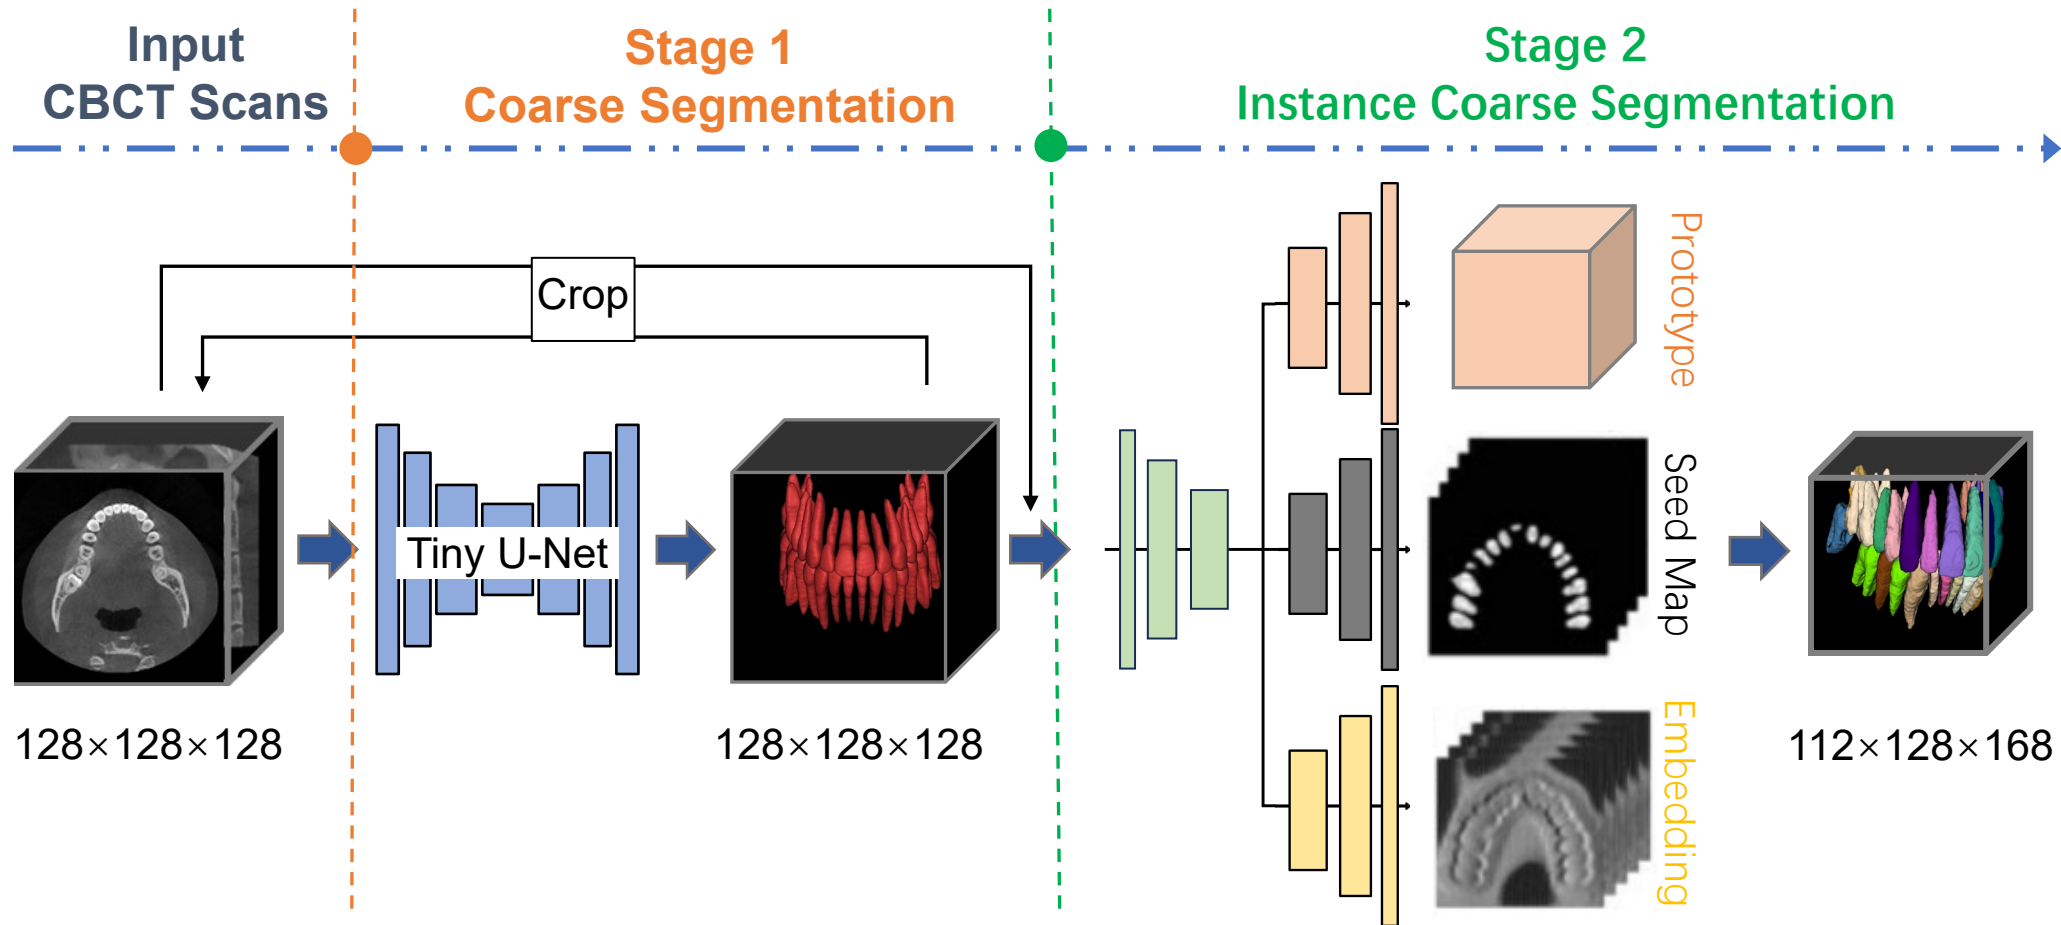 Input
CBCT Scans
Stage 1
Coarse Segmentation
Stage 2
Instance Coarse Segmentation
Crop
Tiny U-Net
Prototype
Seed Map
Embedding
128×128×128
128×128×128
112×128×168